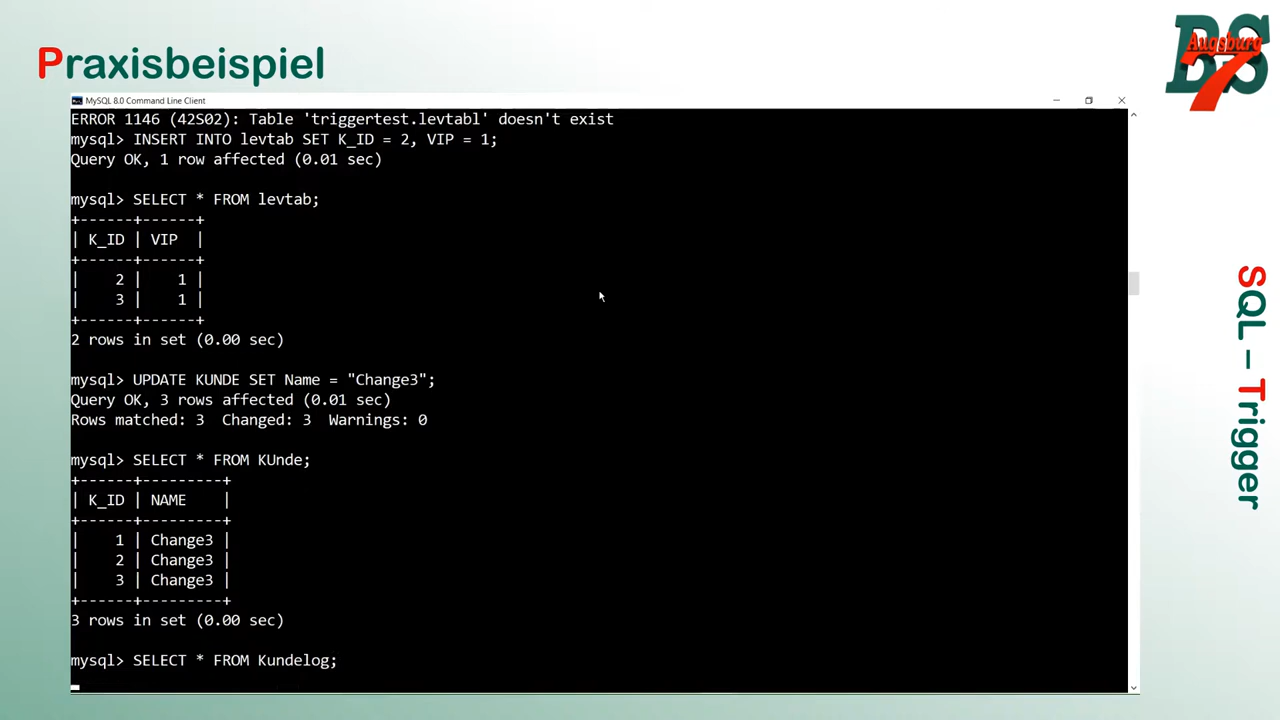 Praxisbeispiel
BS
Augsburg
7
MySQL 8.0 Command Line Client
ERROR 1146 (42S02): Table 'triggertest.levtabl' doesn't exist
mysql> INSERT INTO levtab SET K_ID = 2, VIP = 1;
Query OK, 1 row affected (0.01 sec)
mysql> SELECT * FROM levtab;
+------+------+
| K_ID | VIP  |
+------+------+
|    2 |    1 |
|    3 |    1 |
+------+------+
2 rows in set (0.00 sec)
mysql> UPDATE KUNDE SET Name = "Change3";
Query OK, 3 rows affected (0.01 sec)
Rows matched: 3  Changed: 3  Warnings: 0
mysql> SELECT * FROM KUnde;
+------+---------+
| K_ID | NAME    |
+------+---------+
|    1 | Change3 |
|    2 | Change3 |
|    3 | Change3 |
+------+---------+
3 rows in set (0.00 sec)
mysql> SELECT * FROM Kundelog;
SQL – Trigger